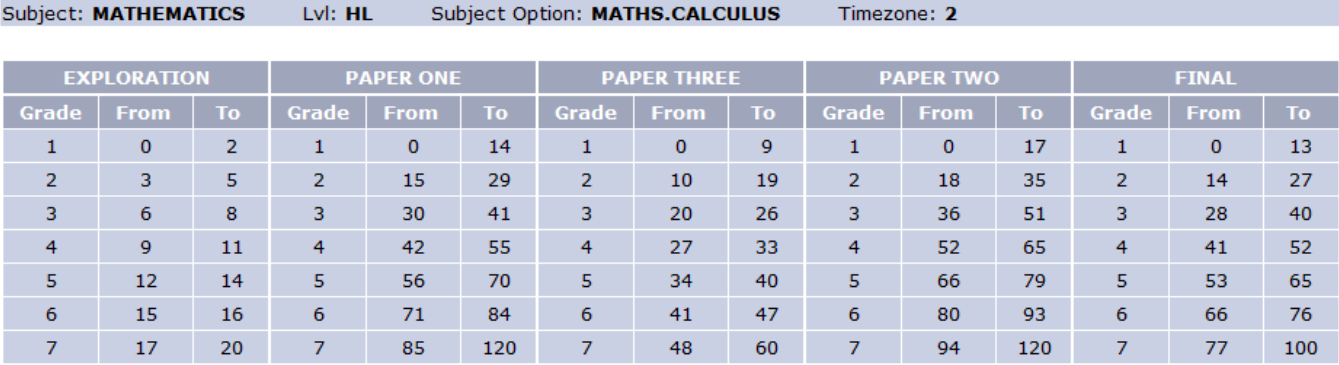 Subject: MATHEMATICS Lvl: HL Subject Option: MATHS.CALCULUS Timezone: 2
EXPLORATION PAPER ONE PAPER THREE PAPER TWO FINAL
Grade From To Grade From To Grade From To Grade From To Grade From To
1 0 2 1 0 14 1 0 9 1 0 17 1 0 13
2 3 5 2 15 29 2 10 19 2 18 35 2 14 27
3 6 8 3 30 41 3 20 26 3 36 51 3 28 40
4 9 11 4 42 55 4 27 33 4 52 65 4 41 52
5 12 14 5 56 70 5 34 40 5 66 79 5 53 65
6 15 16 6 71 84 6 41 47 6 80 93 6 66 76
7 17 20 7 85 120 7 48 60 7 94 120 7 77 100